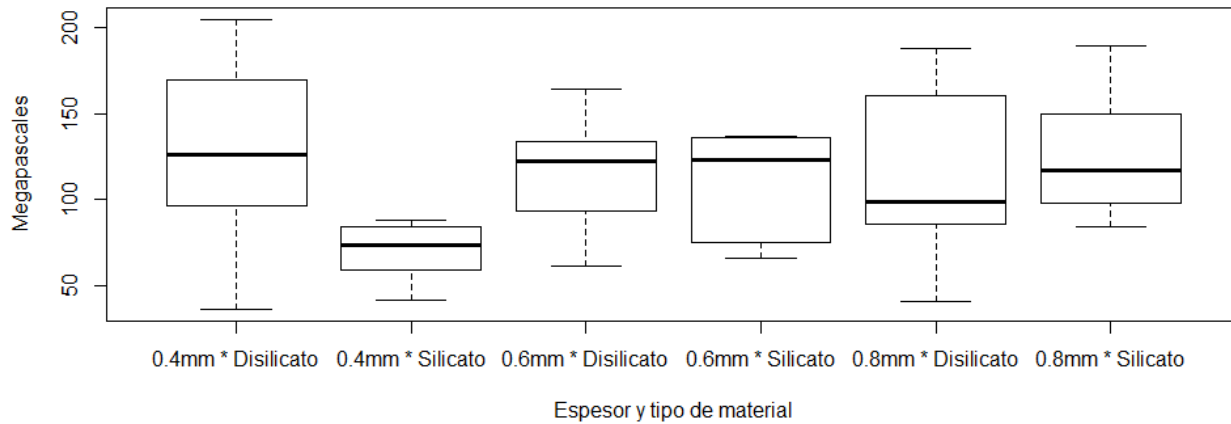 Megapascales
200
150
100
50
0.4mm * Disilicato 0.4mm * Silicato 0.6mm * Disilicato 0.6mm * Silicato 0.8mm * Disilicato 0.8mm * Silicato
Espesor y tipo de material